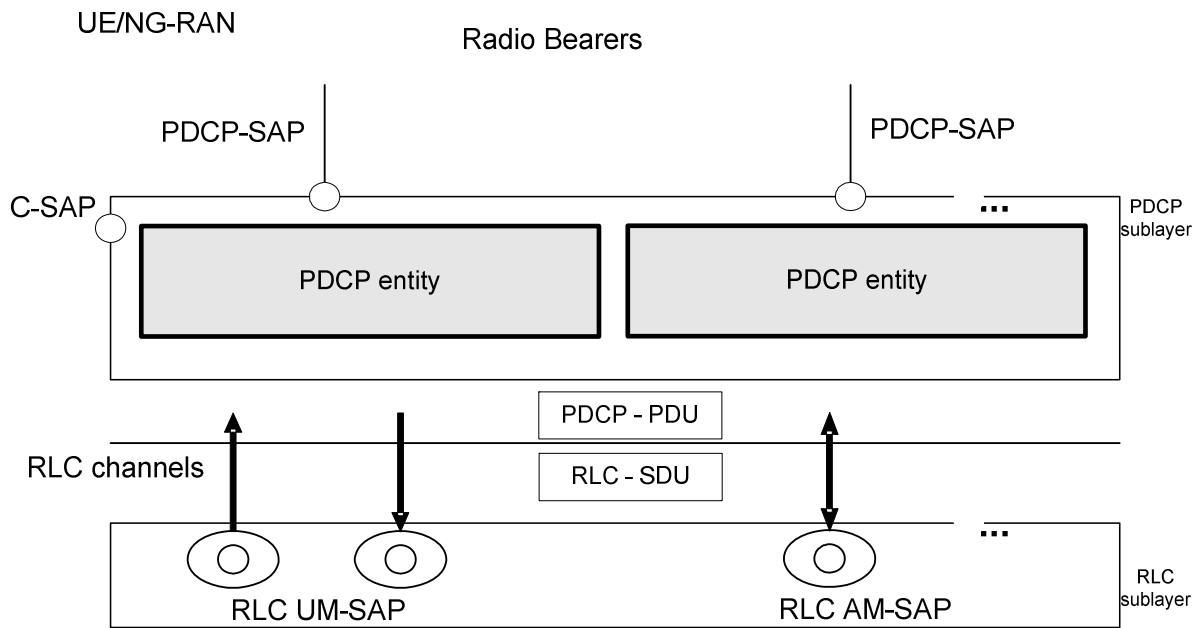 UE/NG-RAN
Radio Bearers
PDCP-SAP
PDCP-SAP
C-SAP
...
PDCP
sublayer
PDCP entity
PDCP entity
PDCP - PDU
RLC channels
RLC - SDU
...
RLC UM-SAP
RLC AM-SAP
RLC
sublayer